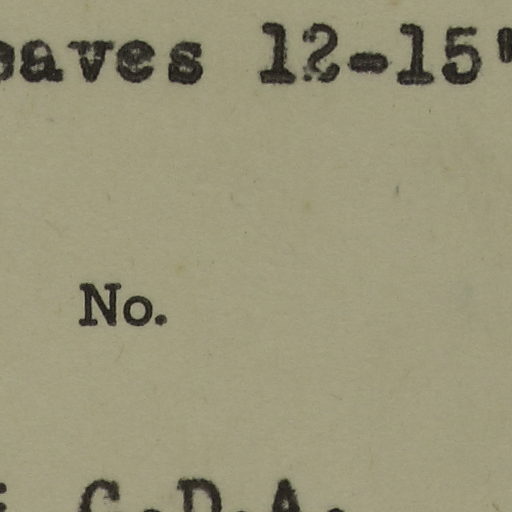 eaves 12-15"
No.
: C.D.A.